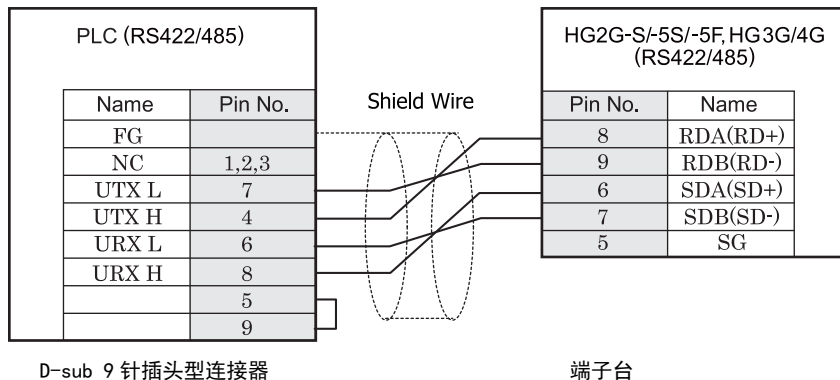 PLC (RS422/485)
HG2G-S/-5S/-5F, HG3G/4G
(RS422/485)
Shield Wire
Name Pin No.
FG
NC 1,2,3
UTX L 7
UTX H 4
URX L 6
URX H 8
5
9
Pin No. Name
8 RDA(RD+)
9 RDB(RD-)
6 SDA(SD+)
7 SDB(SD-)
5 SG
D-sub 9 针插头型连接器
端子台